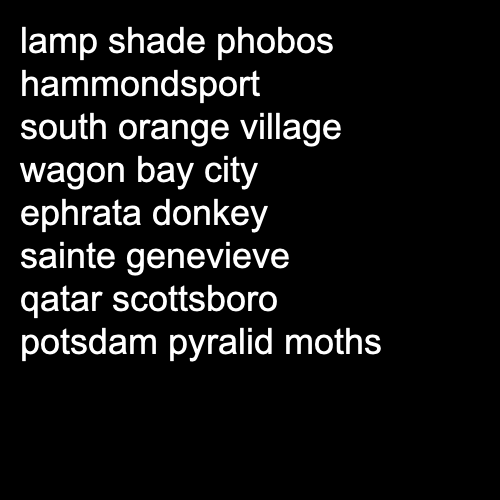 lamp shade phobos
hammondsport
south orange village
wagon bay city
ephrata donkey
sainte genevieve
qatar scottsboro
potsdam pyralid moths